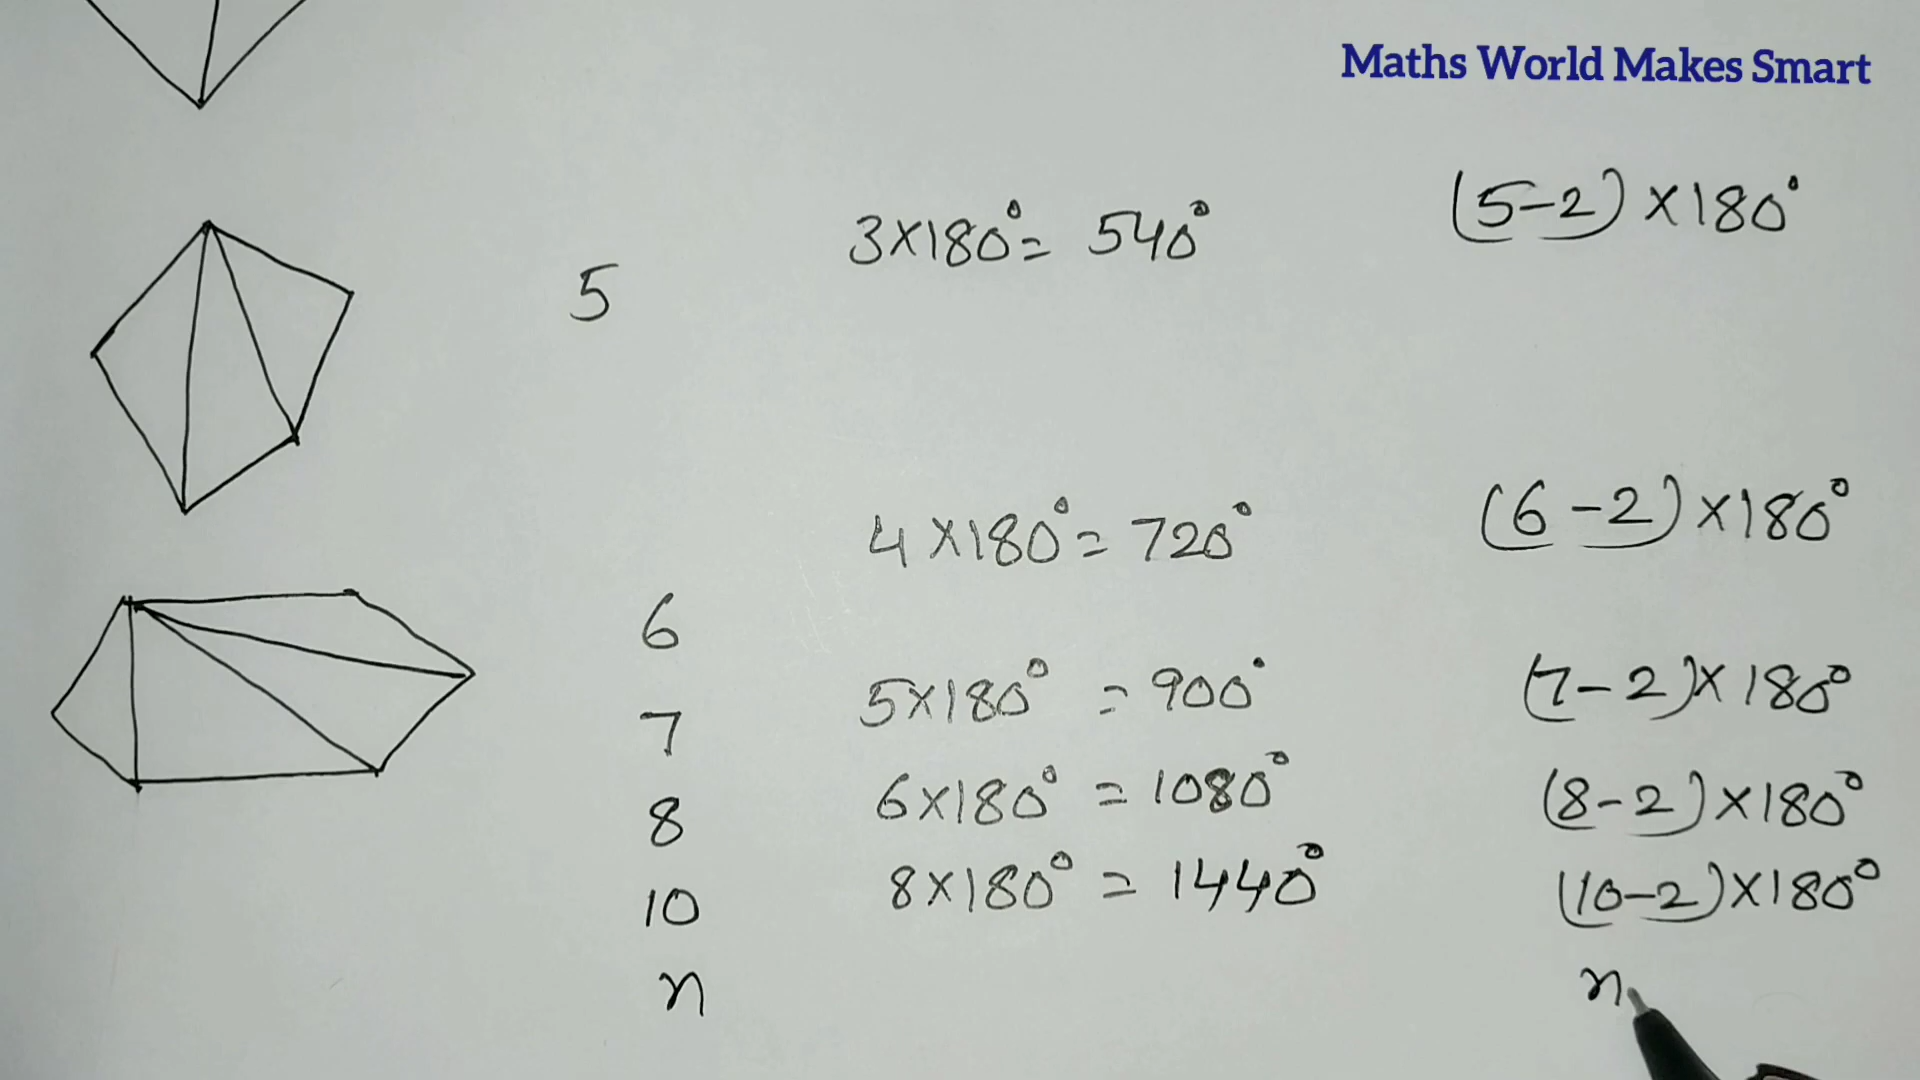 Maths World Makes Smart
5 3×180°= 540° (5-2)×180°
4×180°=720° (6-2)×180°
6
7 5×180° = 900° (7-2)×180°
8 6×180° = 1080° (8-2)×180°
10 8×180° = 1440° (10-2)×180°
n n